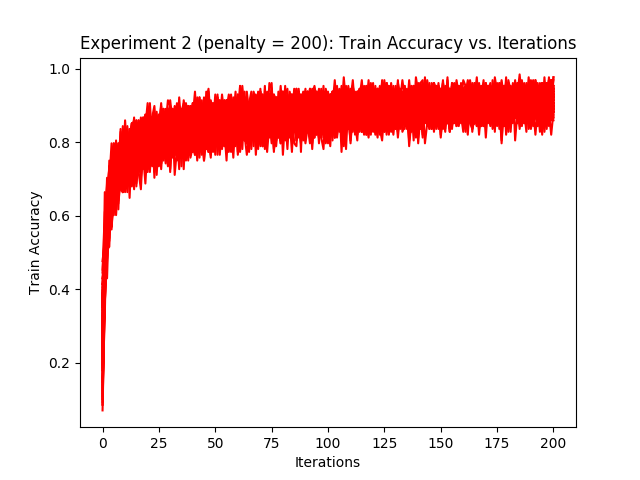 Experiment 2 (penalty = 200): Train Accuracy vs. Iterations
1.0
0.8
0.6
0.4
0.2
Train Accuracy
0 25 50 75 100 125 150 175 200
Iterations